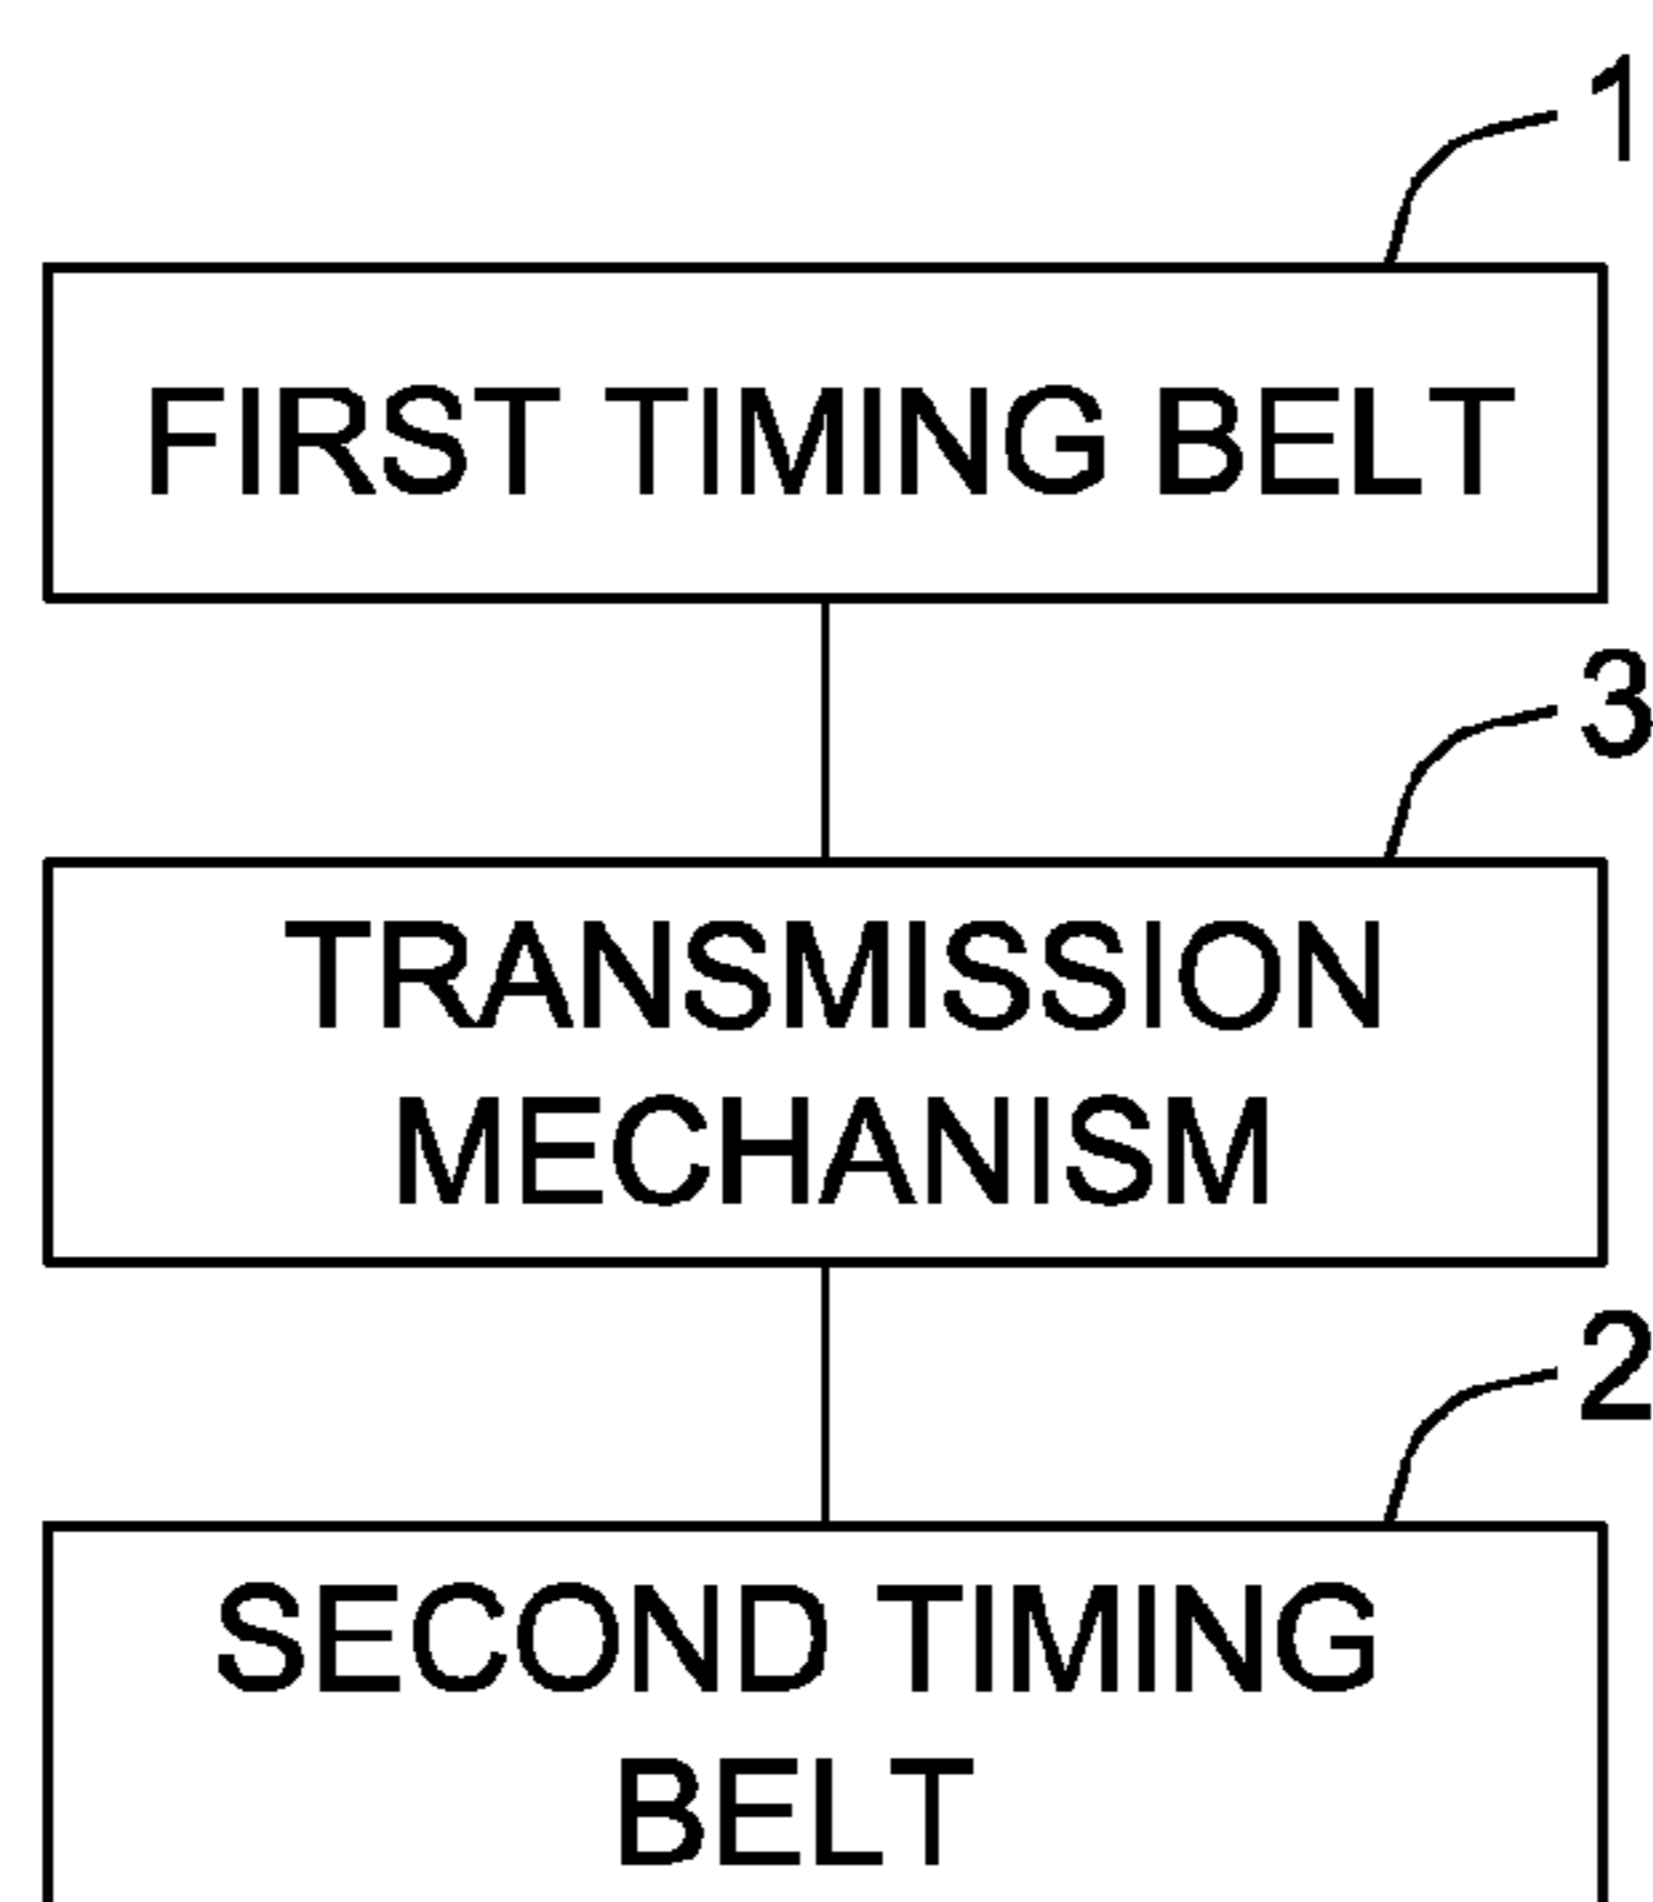 1
FIRST TIMING BELT
3
TRANSMISSION
MECHANISM
2
SECOND TIMING
BELT